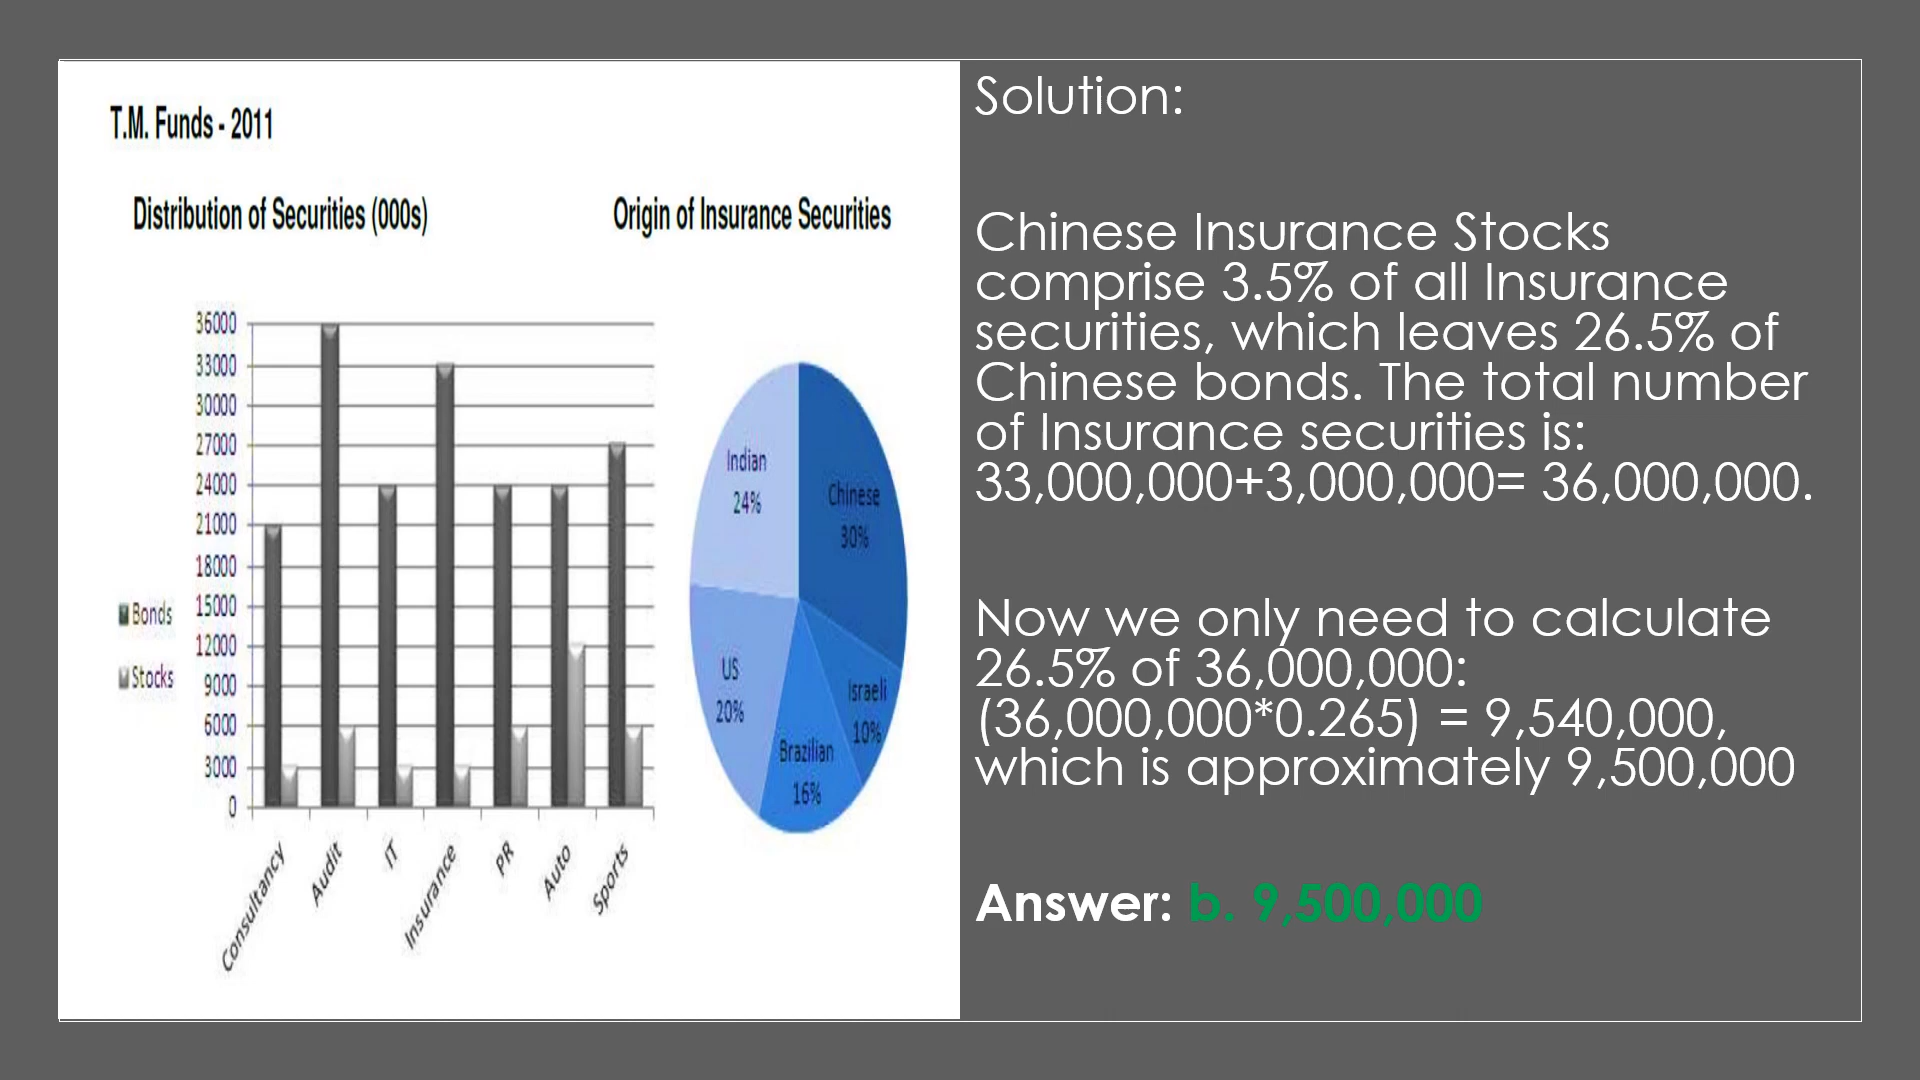 T.M. Funds - 2011
Distribution of Securities (000s)
Origin of Insurance Securities
36000
33000
30000
27000
24000
21000
18000
15000
12000
9000
6000
3000
0
Bonds
Stocks
Consultancy
Audit
IT
Insurance
PR
Auto
Sports
Indian
24%
Chinese
30%
US
20%
Israeli
10%
Brazilian
16%
Solution:
Chinese Insurance Stocks
comprise 3.5% of all Insurance
securities, which leaves 26.5% of
Chinese bonds. The total number
of Insurance securities is:
33,000,000+3,000,000= 36,000,000.
Now we only need to calculate
26.5% of 36,000,000:
(36,000,000*0.265) = 9,540,000,
which is approximately 9,500,000
Answer: b. 9,500,000